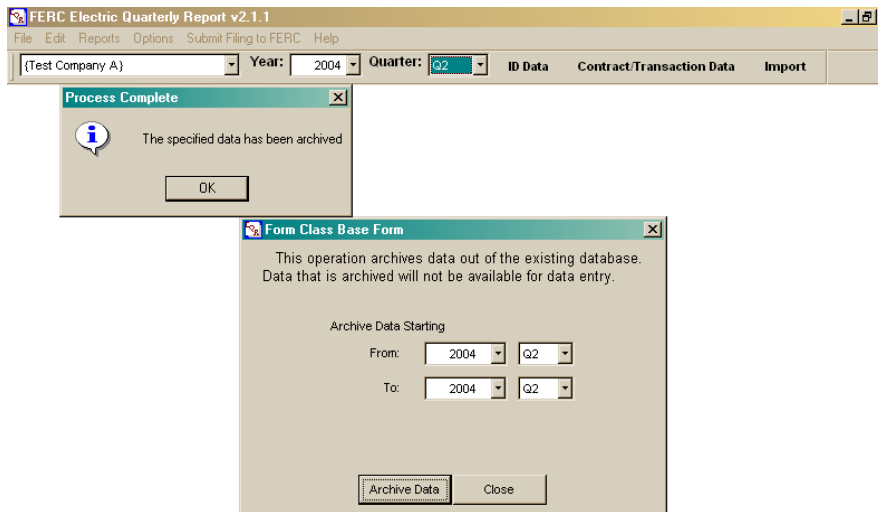 FERC Electric Quarterly Report v2.1.1
File Edit Reports Options Submit Filing to FERC Help
{Test Company A} Year: 2004 Quarter: Q2 ID Data Contract/Transaction Data Import
Process Complete
The specified data has been archived
OK
Form Class Base Form
This operation archives data out of the existing database.
Data that is archived will not be available for data entry.
Archive Data Starting
From: 2004 Q2
To: 2004 Q2
Archive Data Close